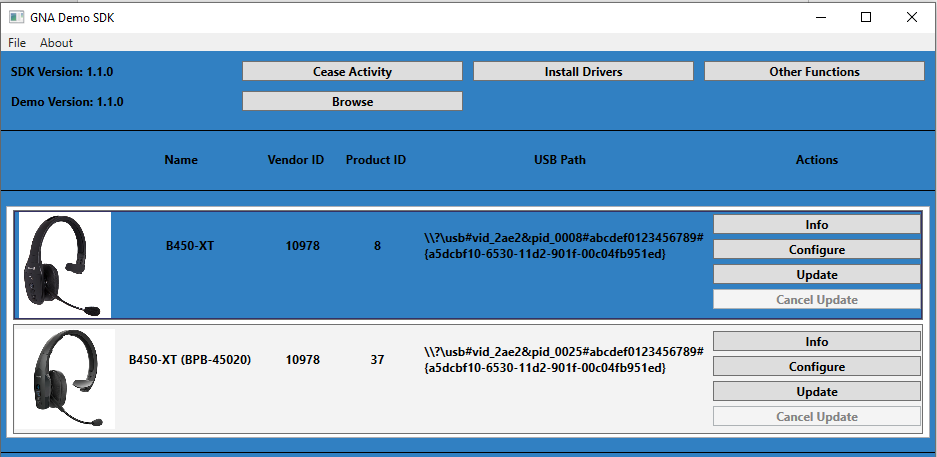 GNA Demo SDK
File About
SDK Version: 1.1.0 Cease Activity Install Drivers Other Functions
Demo Version: 1.1.0 Browse
Name Vendor ID Product ID USB Path Actions
B450-XT 10978 8 \\?\usb#vid_2ae2&pid_0008#abcdef0123456789#
{a5dcbf10-6530-11d2-901f-00c04fb951ed}
Info
Configure
Update
Cancel Update
B450-XT (BPB-45020) 10978 37 \\?\usb#vid_2ae2&pid_0025#abcdef0123456789#
{a5dcbf10-6530-11d2-901f-00c04fb951ed}
Info
Configure
Update
Cancel Update